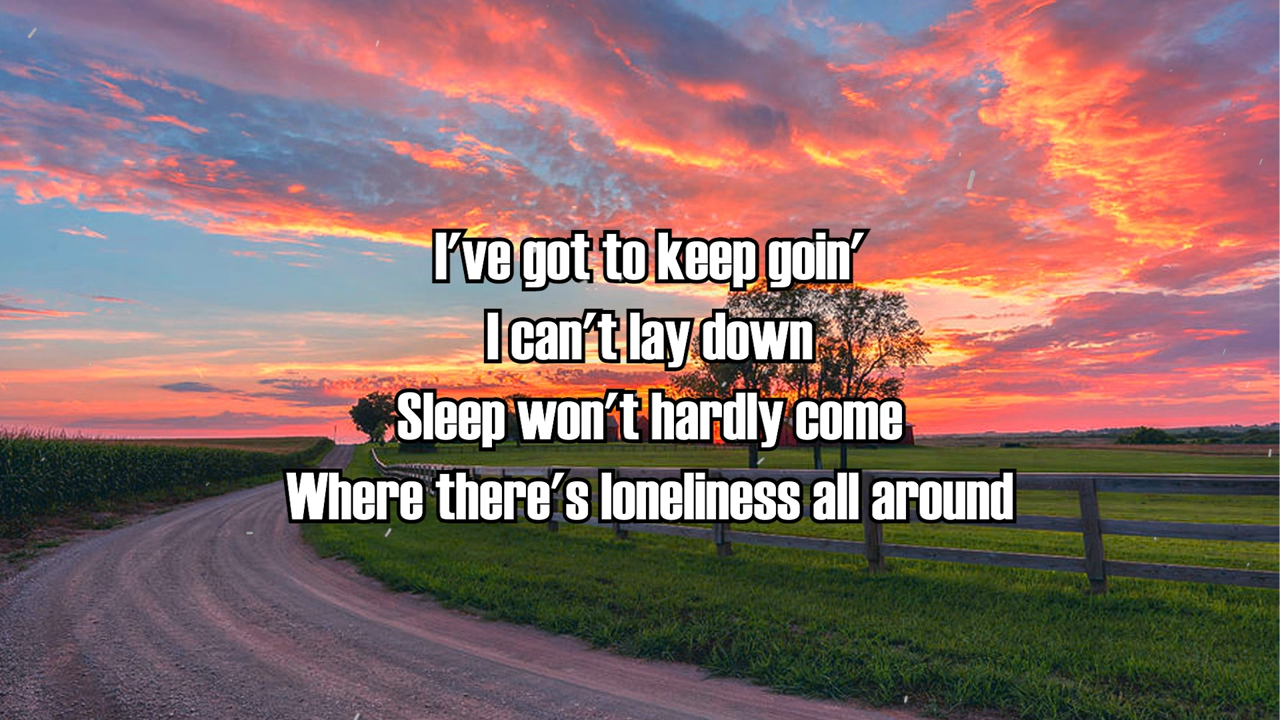 I've got to keep goin'
I can't lay down
Sleep won't hardly come
Where there's loneliness all around